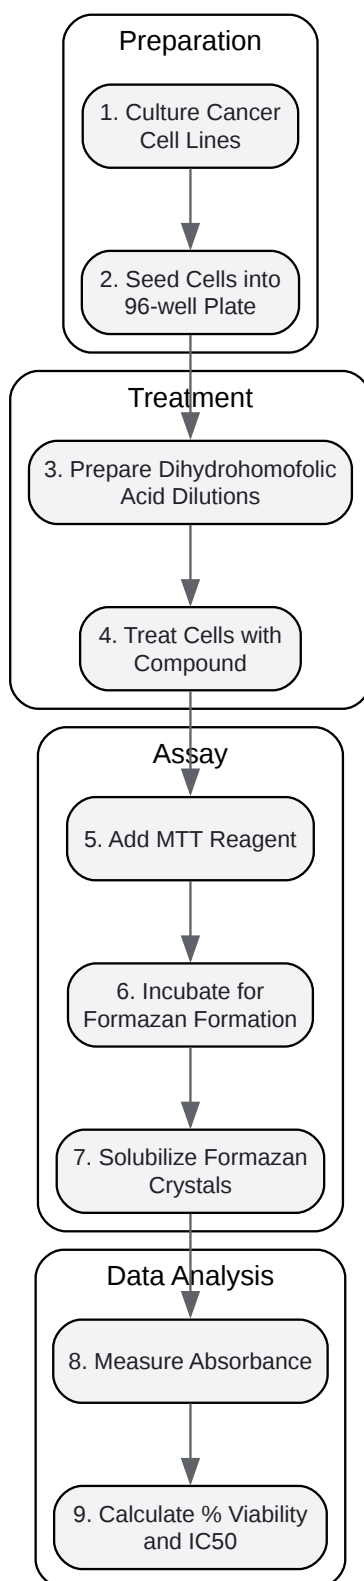 Preparation
1. Culture Cancer
Cell Lines
2. Seed Cells into
96-well Plate
Treatment
3. Prepare Dihydrohomofolic
Acid Dilutions
4. Treat Cells with
Compound
Assay
5. Add MTT Reagent
6. Incubate for
Formazan Formation
7. Solubilize Formazan
Crystals
Data Analysis
8. Measure Absorbance
9. Calculate % Viability
and IC50